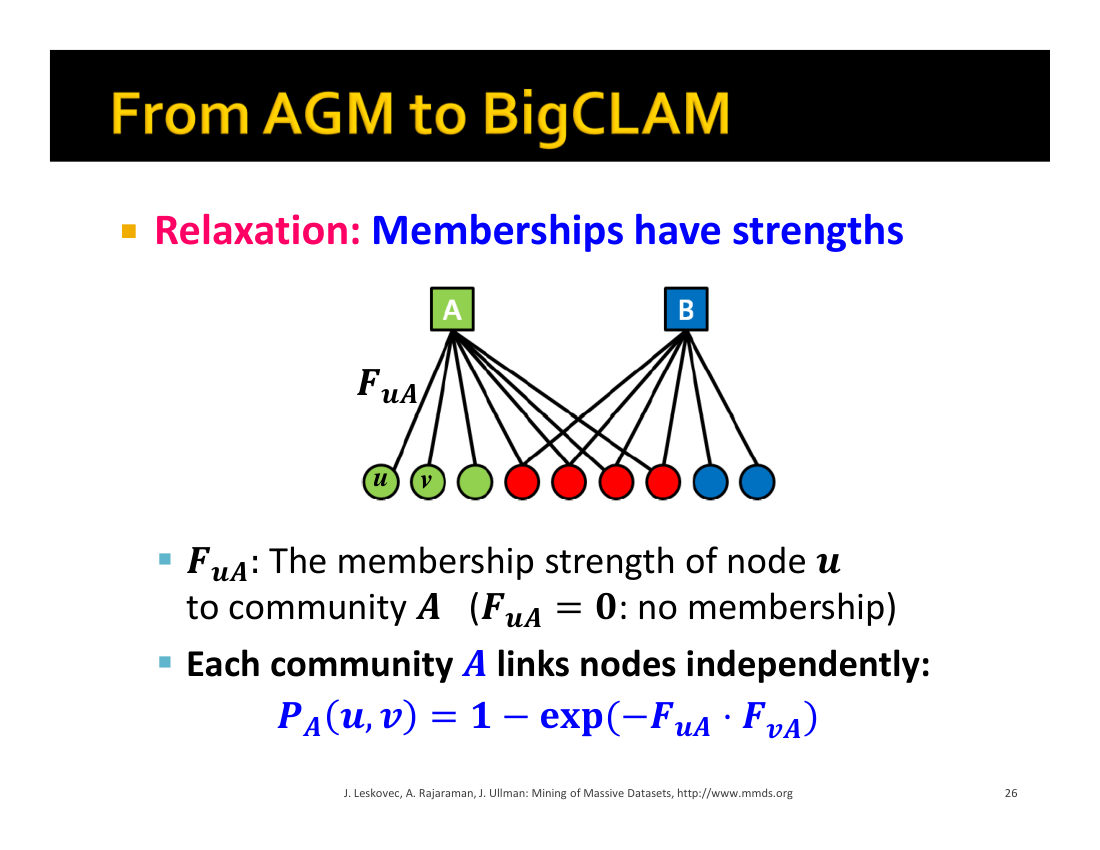 From AGM to BigCLAM
Relaxation: Memberships have strengths
A B
F_{uA}
u v
F_{uA}: The membership strength of node u
to community A (F_{uA} = 0: no membership)
Each community A links nodes independently:
P_A(u, v) = 1 − exp(−F_{uA} · F_{vA})
J. Leskovec, A. Rajaraman, J. Ullman: Mining of Massive Datasets, http://www.mmds.org 26